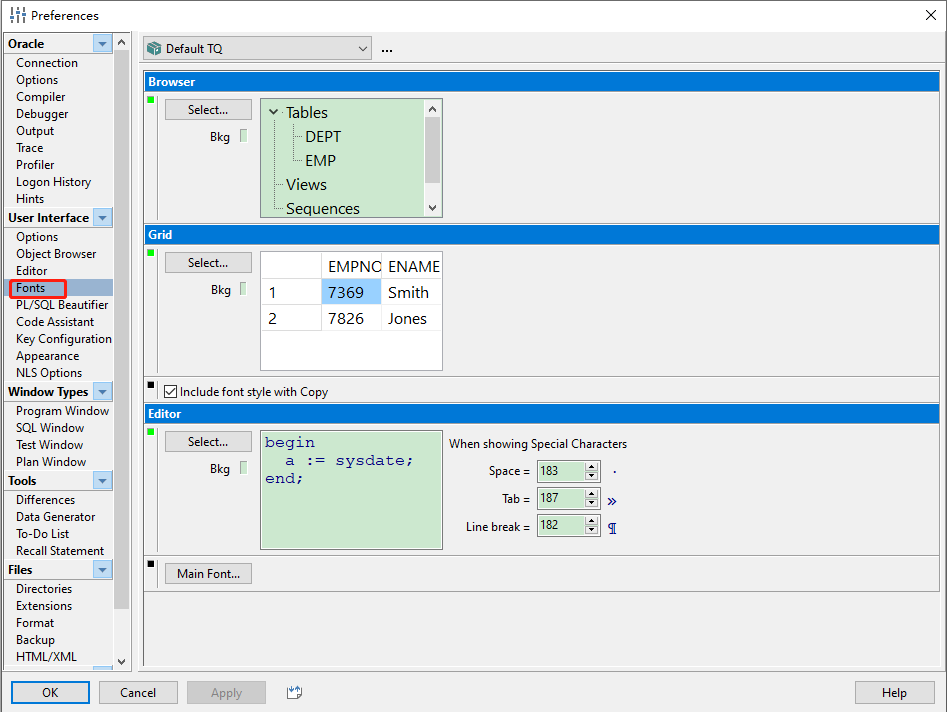 Preferences
Oracle
Connection
Options
Compiler
Debugger
Output
Trace
Profiler
Logon History
Hints
User Interface
Options
Object Browser
Editor
Fonts
PL/SQL Beautifier
Code Assistant
Key Configuration
Appearance
NLS Options
Window Types
Program Window
SQL Window
Test Window
Plan Window
Tools
Differences
Data Generator
To-Do List
Recall Statement
Files
Directories
Extensions
Format
Backup
HTML/XML
Default TQ ...
Browser
Select...
Bkg
Tables
DEPT
EMP
Views
Sequences
Grid
Select...
Bkg
EMPNO ENAME
1 7369 Smith
2 7826 Jones
Include font style with Copy
Editor
Select...
Bkg
begin
a := sysdate;
end;
When showing Special Characters
Space = 183 ·
Tab = 187 »
Line break = 182 ¶
Main Font...
OK Cancel Apply Help